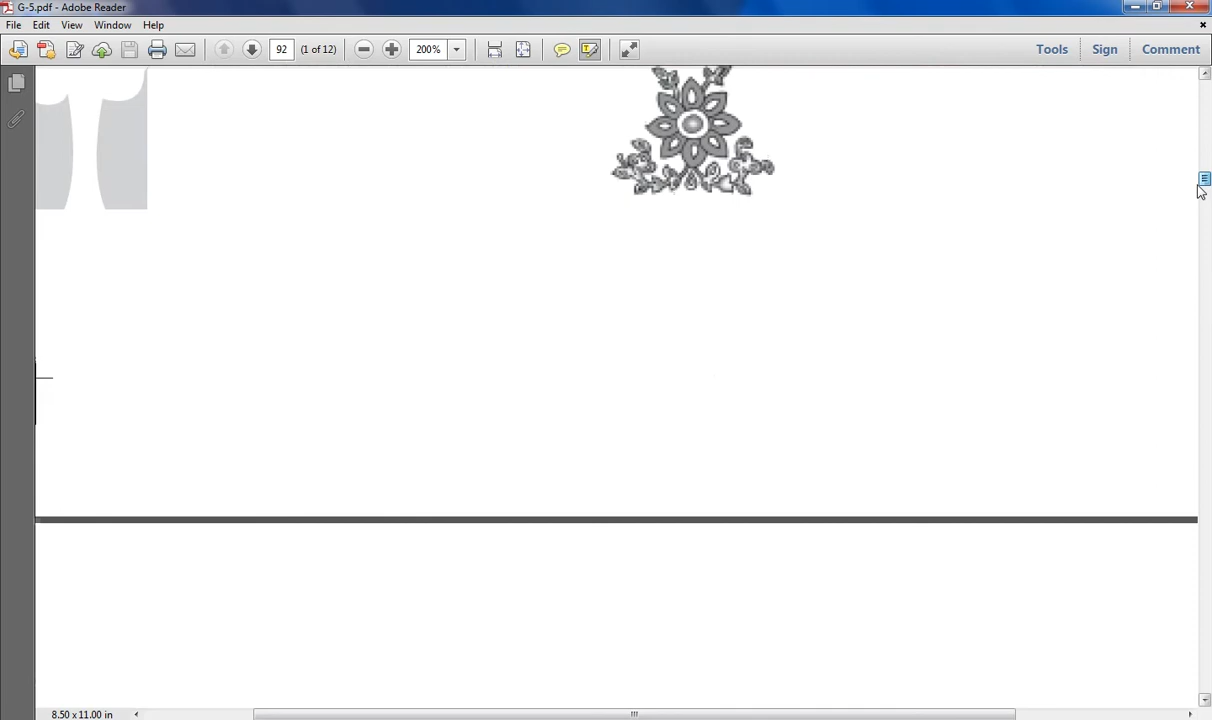 G-5.pdf - Adobe Reader
File Edit View Window Help
92 (1 of 12) 200% Tools Sign Comment
8.50 x 11.00 in